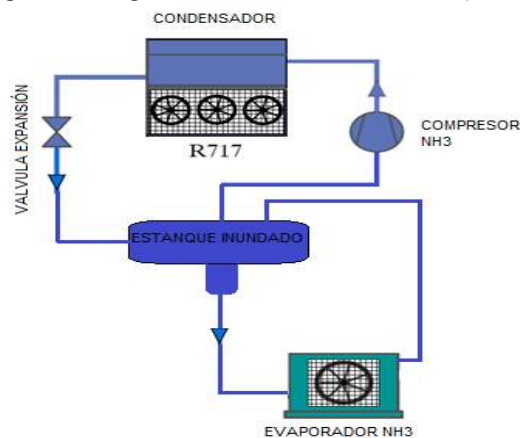 CONDENSADOR
VALVULA EXPANSIÓN
R717
COMPRESOR
NH3
ESTANQUE INUNDADO
EVAPORADOR NH3